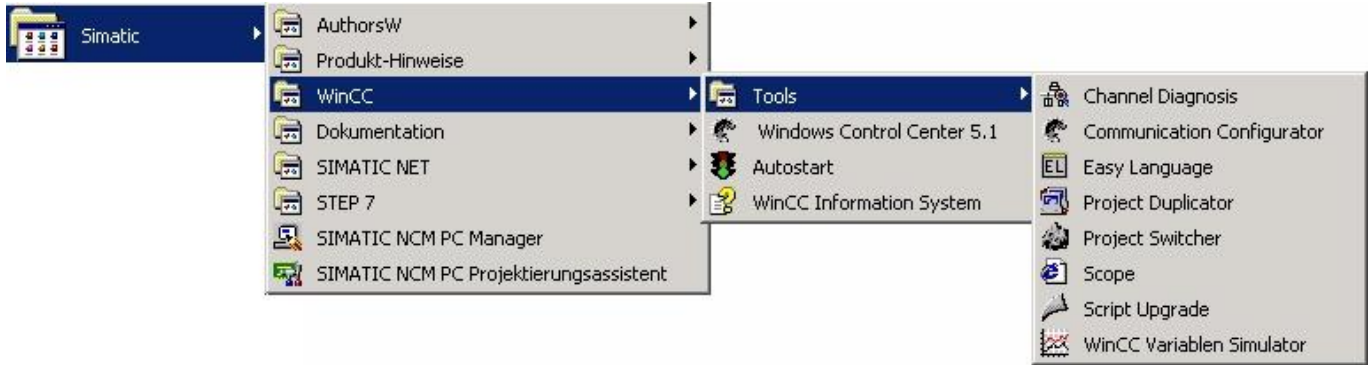 Simatic
AuthorsW
Produkt-Hinweise
WinCC
Dokumentation
SIMATIC NET
STEP 7
SIMATIC NCM PC Manager
SIMATIC NCM PC Projektierungsassistent
Tools
Windows Control Center 5.1
Autostart
WinCC Information System
Channel Diagnosis
Communication Configurator
EL Easy Language
Project Duplicator
Project Switcher
Scope
Script Upgrade
WinCC Variablen Simulator